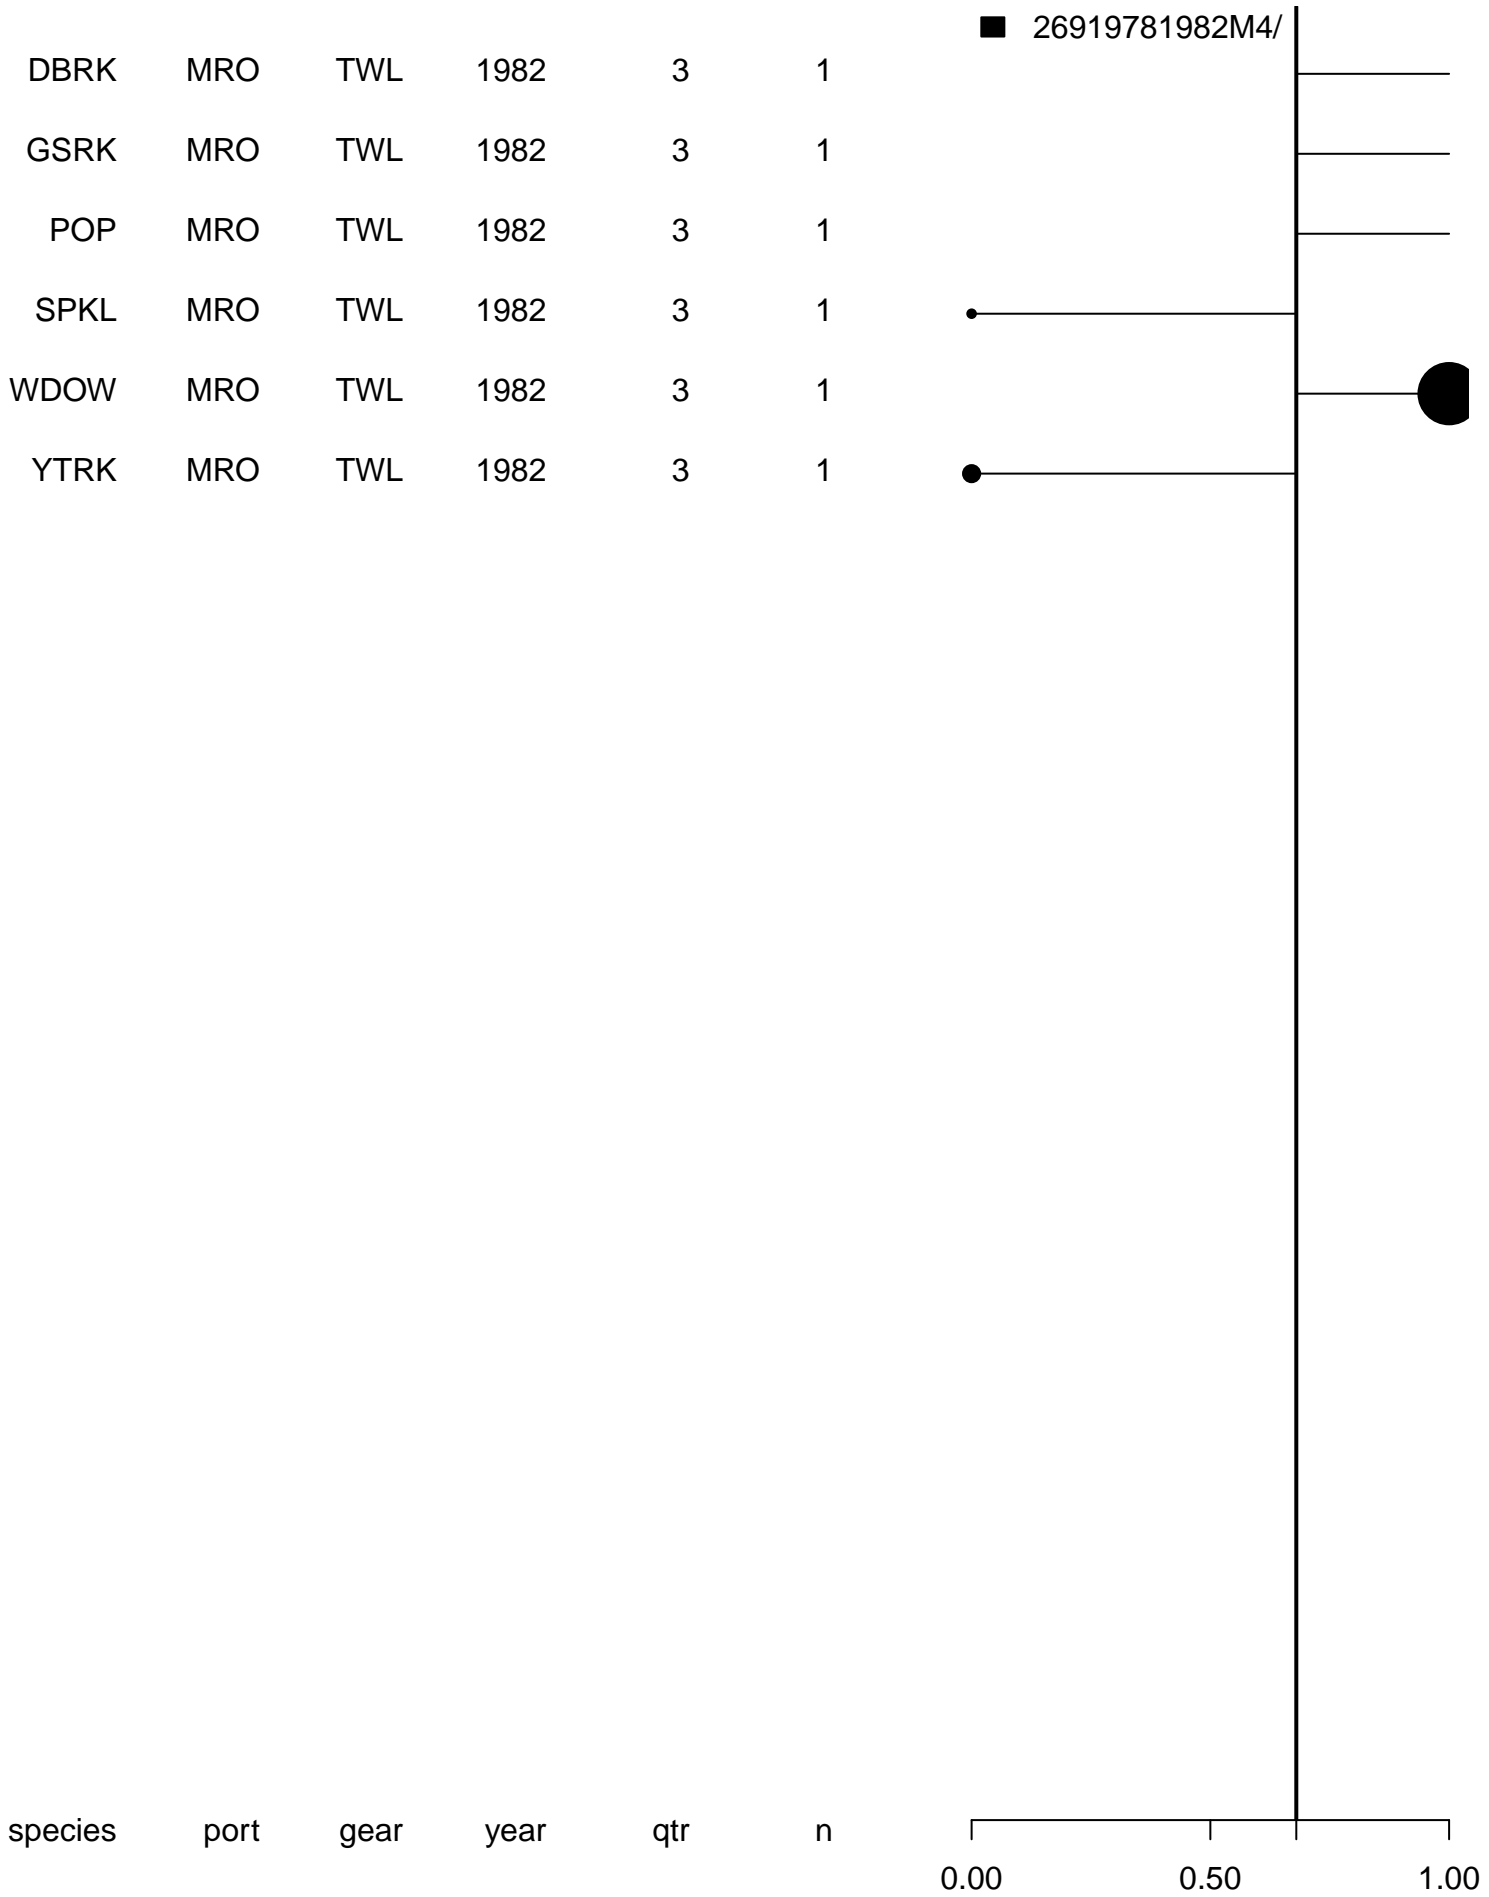 26919781982M4/
DBRK MRO TWL 1982 3 1
GSRK MRO TWL 1982 3 1
POP MRO TWL 1982 3 1
SPKL MRO TWL 1982 3 1
WDOW MRO TWL 1982 3 1
YTRK MRO TWL 1982 3 1
species port gear year qtr n
0.00 0.50 1.00